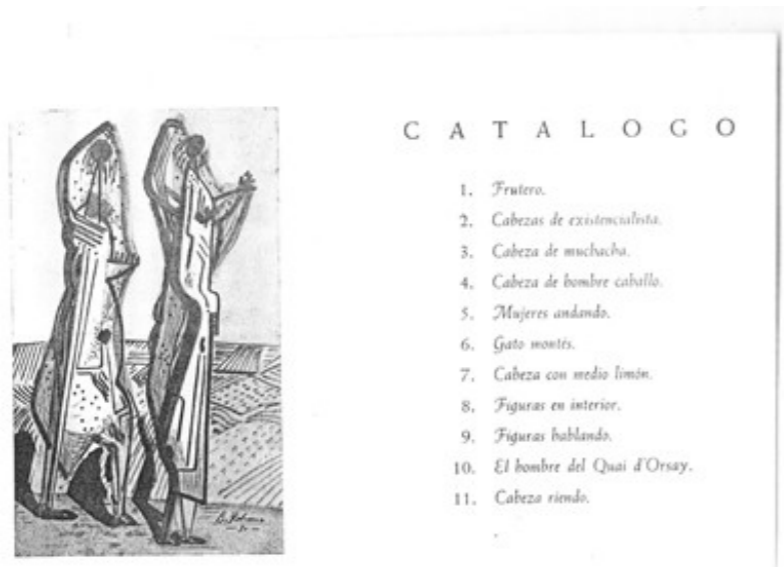 CATALOGO
1. Frutero.
2. Cabezas de existencialista.
3. Cabeza de muchacha.
4. Cabeza de hombre caballo.
5. Mujeres andando.
6. Gato montés.
7. Cabeza con medio limón.
8. Figuras en interior.
9. Figuras hablando.
10. El hombre del Quai d'Orsay.
11. Cabeza riendo.